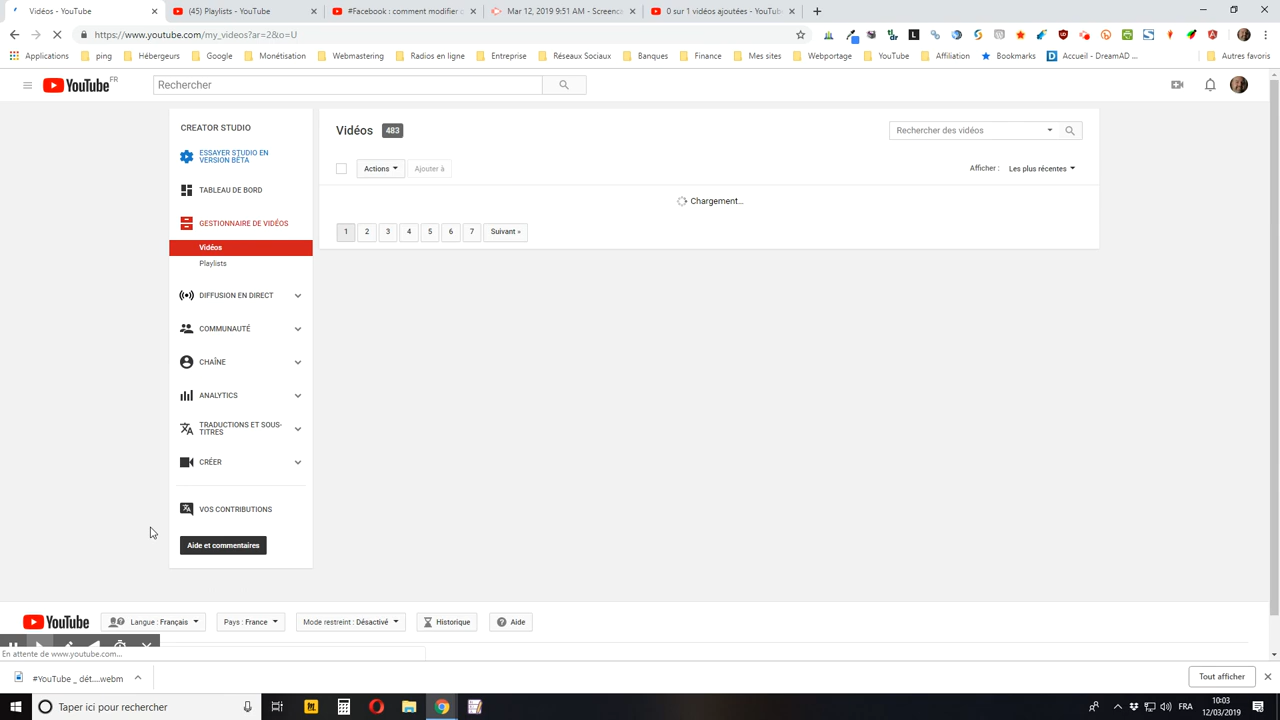 Vidéos - YouTube
(45) Playlists - YouTube
#Facebook : comment modifier
Mar 12, 2019 9:51 AM - Screenc
0 sur 1 vidéos ajoutées - YouTub
https://www.youtube.com/my_videos?ar=2&o=U
Applications
ping
Hébergeurs
Google
Monétisation
Webmastering
Radios en ligne
Entreprise
Réseaux Sociaux
Banques
Finance
Mes sites
Webportage
YouTube
Affiliation
Bookmarks
Accueil - DreamAD ...
Autres favoris
YouTube FR
Rechercher
CREATOR STUDIO
ESSAYER STUDIO EN
VERSION BÊTA
TABLEAU DE BORD
GESTIONNAIRE DE VIDÉOS
Vidéos
Playlists
DIFFUSION EN DIRECT
COMMUNAUTÉ
CHAÎNE
ANALYTICS
TRADUCTIONS ET SOUS-
TITRES
CRÉER
VOS CONTRIBUTIONS
Aide et commentaires
Vidéos 483
Rechercher des vidéos
Actions
Ajouter à
Afficher :
Les plus récentes
Chargement...
1 2 3 4 5 6 7 Suivant »
YouTube
Langue : Français
Pays : France
Mode restreint : Désactivé
Historique
Aide
En attente de www.youtube.com...
#YouTube _ dét....webm
Tout afficher
Taper ici pour rechercher
FRA
10:03
12/03/2019
2